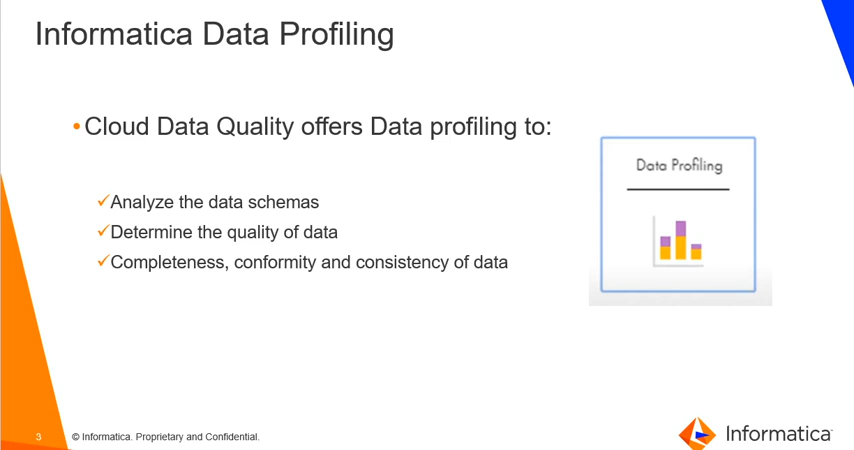 Informatica Data Profiling
• Cloud Data Quality offers Data profiling to:
✓Analyze the data schemas
✓Determine the quality of data
✓Completeness, conformity and consistency of data
Data Profiling
3
© Informatica. Proprietary and Confidential.
Informatica